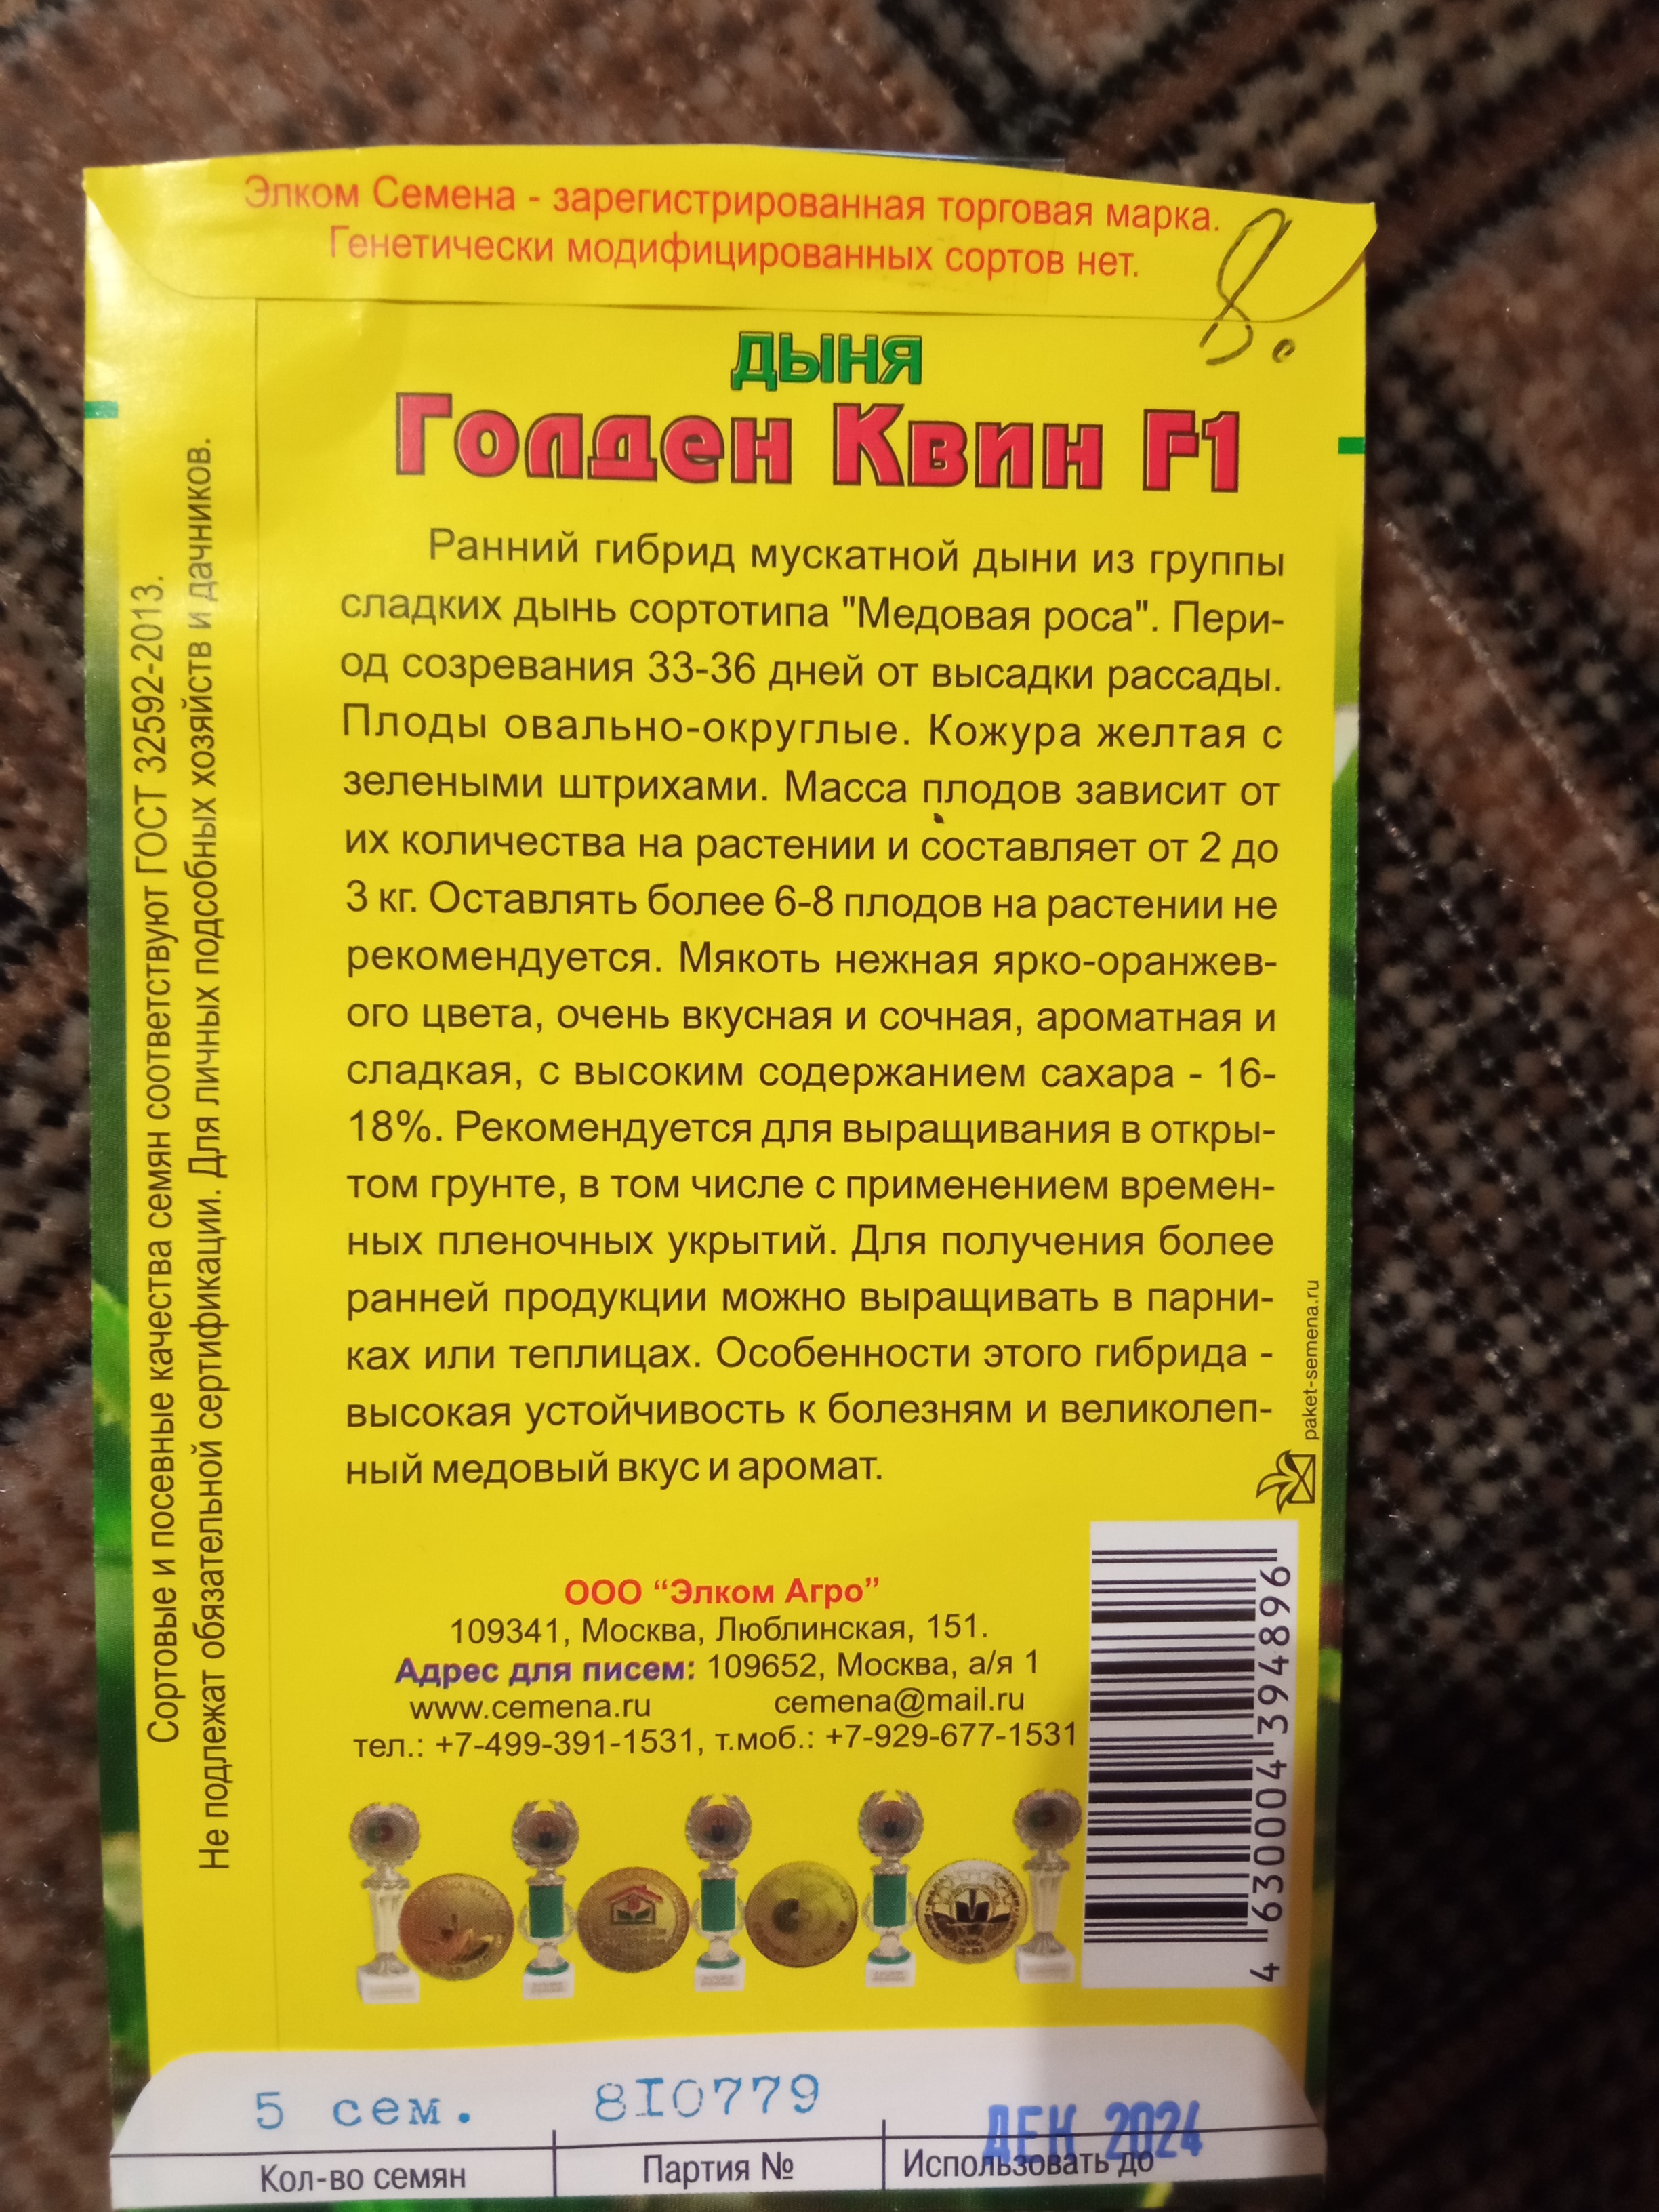 Элком Семена - зарегистрированная торговая марка.
Генетически модифицированных сортов нет.
8.
ДЫНЯ
Голден Квин F1
Ранний гибрид мускатной дыни из группы
сладких дынь сортотипа "Медовая роса". Пери-
од созревания 33-36 дней от высадки рассады.
Плоды овально-округлые. Кожура желтая с
зелеными штрихами. Масса плодов зависит от
их количества на растении и составляет от 2 до
3 кг. Оставлять более 6-8 плодов на растении не
рекомендуется. Мякоть нежная ярко-оранжев-
ого цвета, очень вкусная и сочная, ароматная и
сладкая, с высоким содержанием сахара - 16-
18%. Рекомендуется для выращивания в откры-
том грунте, в том числе с применением времен-
ных пленочных укрытий. Для получения более
ранней продукции можно выращивать в парни-
ках или теплицах. Особенности этого гибрида -
высокая устойчивость к болезням и великолеп-
ный медовый вкус и аромат.
Сортовые и посевные качества семян соответствуют ГОСТ 32592-2013.
Не подлежат обязательной сертификации. Для личных подсобных хозяйств и дачников.
paket-semena.ru
ООО “Элком Агро”
109341, Москва, Люблинская, 151.
Адрес для писем: 109652, Москва, а/я 1
www.cemena.ru cemena@mail.ru
тел.: +7-499-391-1531, т.моб.: +7-929-677-1531
4 630004 394896
5 сем. 8I0779 ДЕК 2024
Кол-во семян Партия № Использовать до